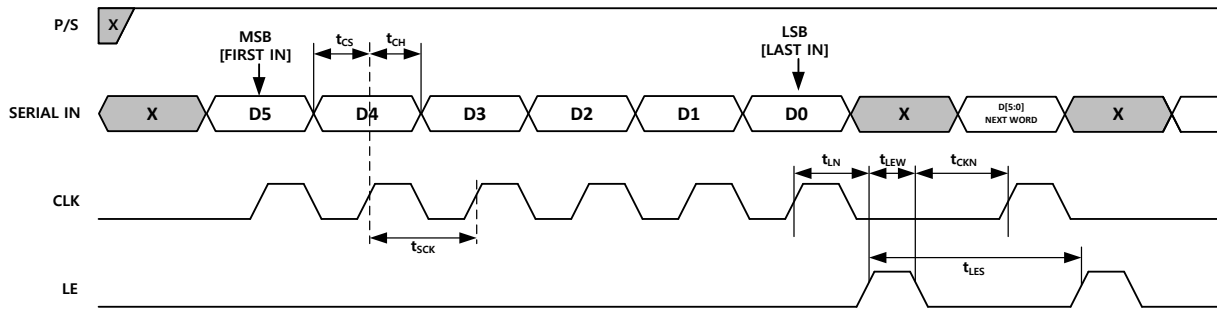 P/S
X
MSB
[FIRST IN]
tCS
tCH
LSB
[LAST IN]
SERIAL IN
X
D5
D4
D3
D2
D1
D0
X
D[5:0]
NEXT WORD
X
tLN
tLEW
tCKN
CLK
tSCK
tLES
LE